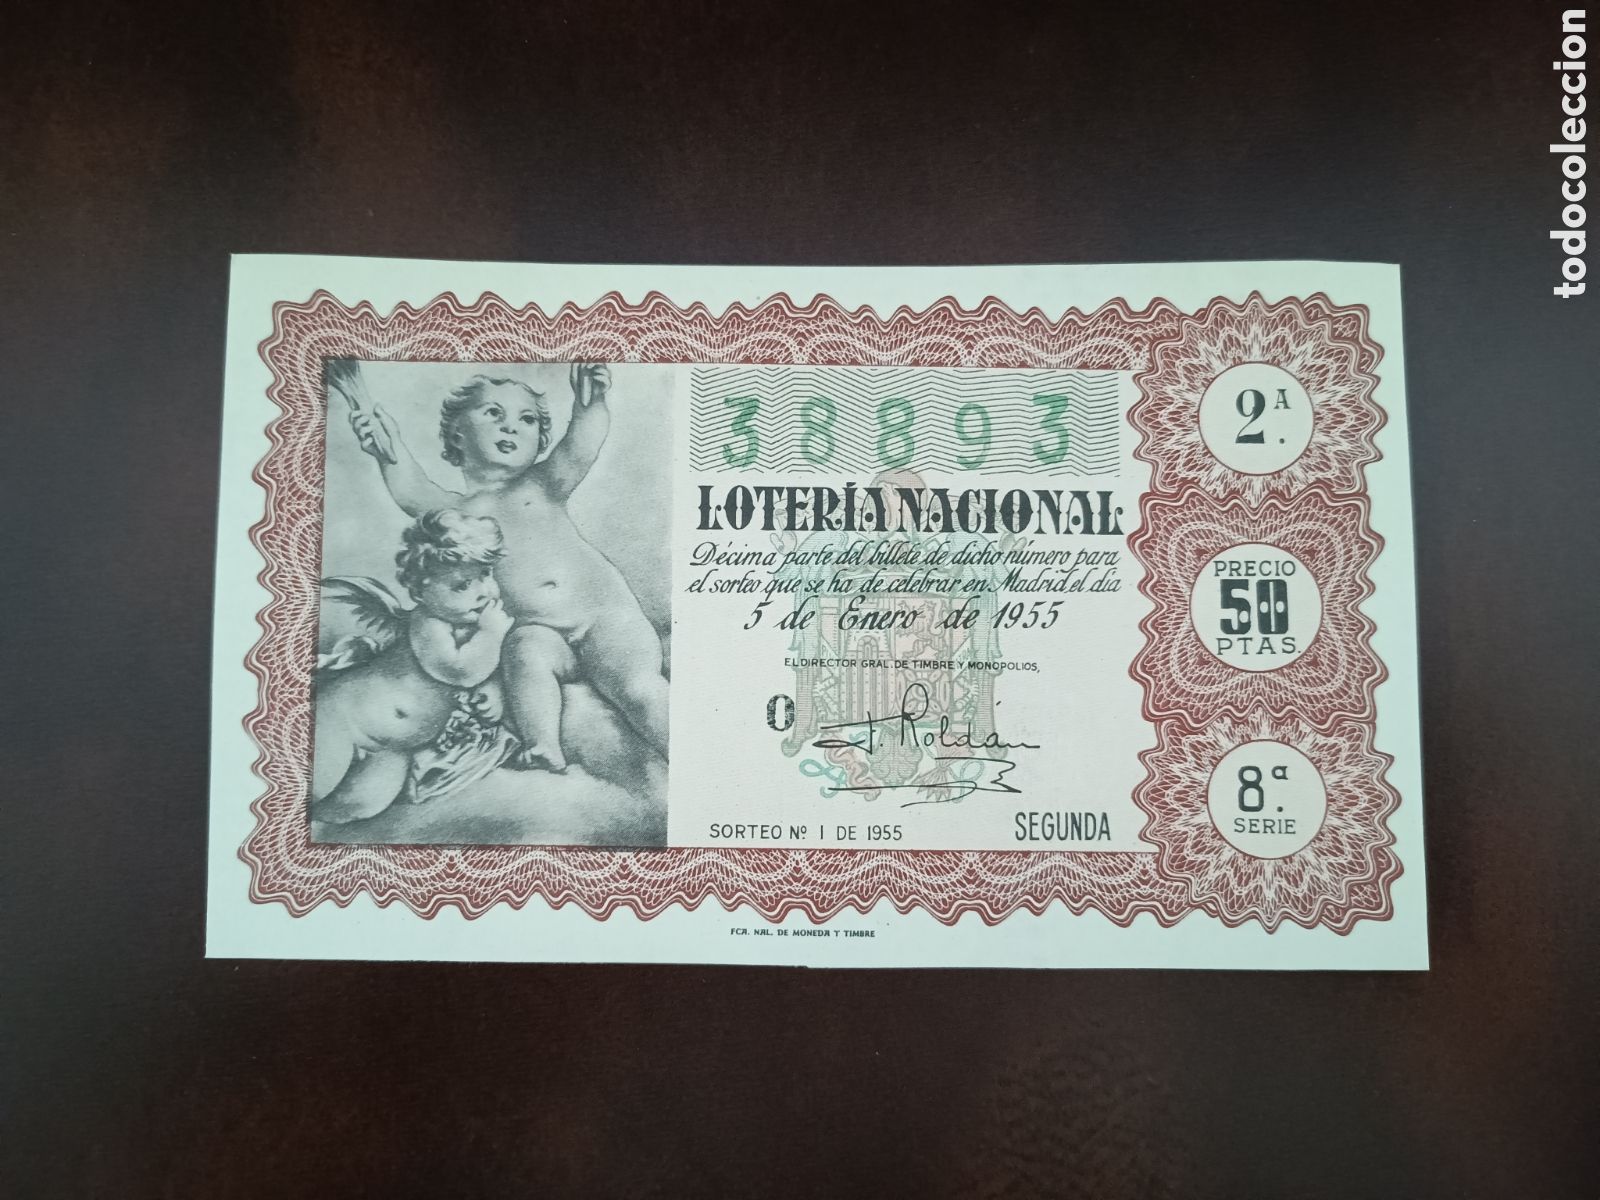 todocoleccion
38893
2A.
LOTERÍA NACIONAL
Décima parte del billete de dicho número para
el sorteo que se ha de celebrar en Madrid el día
5 de Enero de 1955
PRECIO
50
PTAS.
EL DIRECTOR GRAL. DE TIMBRE Y MONOPOLIOS,
0
F. Roldán
8ª.
SERIE
SORTEO Nº 1 DE 1955
SEGUNDA
FCA. NAL. DE MONEDA Y TIMBRE